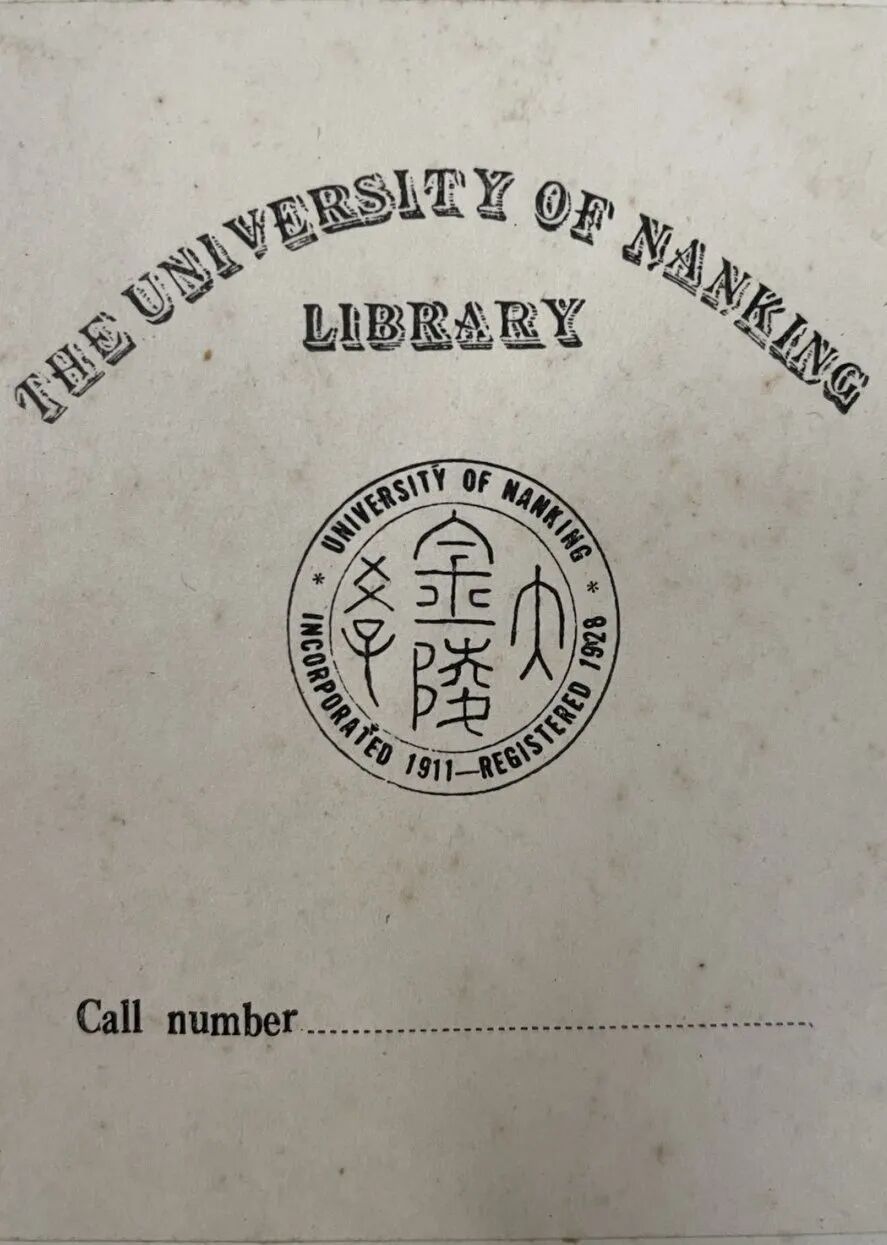 THE UNIVERSITY OF NANKING
LIBRARY
* UNIVERSITY OF NANKING *
INCORPORATED 1911—REGISTERED 1928
金陵
大
學
Call number